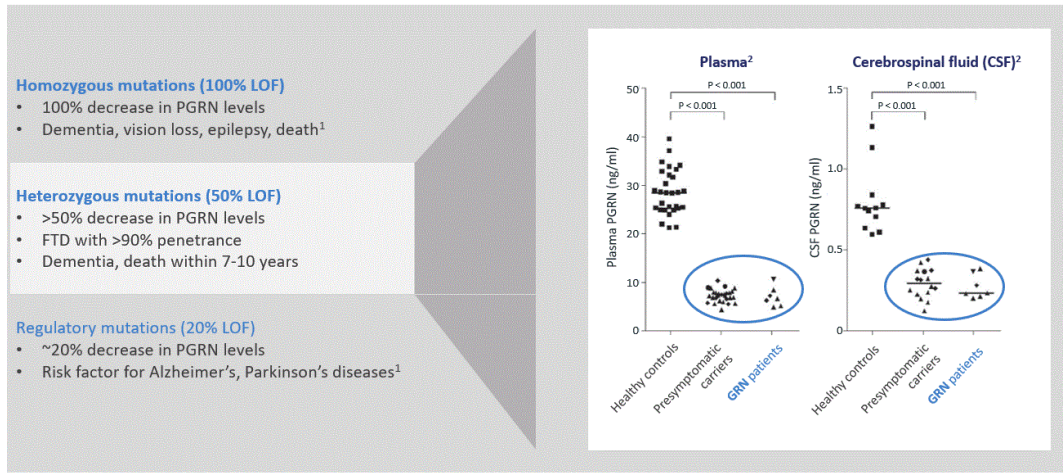 Homozygous mutations (100% LOF)
• 100% decrease in PGRN levels
• Dementia, vision loss, epilepsy, death1
Heterozygous mutations (50% LOF)
• >50% decrease in PGRN levels
• FTD with >90% penetrance
• Dementia, death within 7-10 years
Regulatory mutations (20% LOF)
• ~20% decrease in PGRN levels
• Risk factor for Alzheimer’s, Parkinson’s diseases1
Plasma2
P < 0.001
P < 0.001
Plasma PGRN (ng/ml)
50
40
30
20
10
0
Healthy controls
Presymptomatic
carriers
GRN patients
Cerebrospinal fluid (CSF)2
P < 0.001
P < 0.001
CSF PGRN (ng/ml)
1.5
1.0
0.5
0
Healthy controls
Presymptomatic
carriers
GRN patients